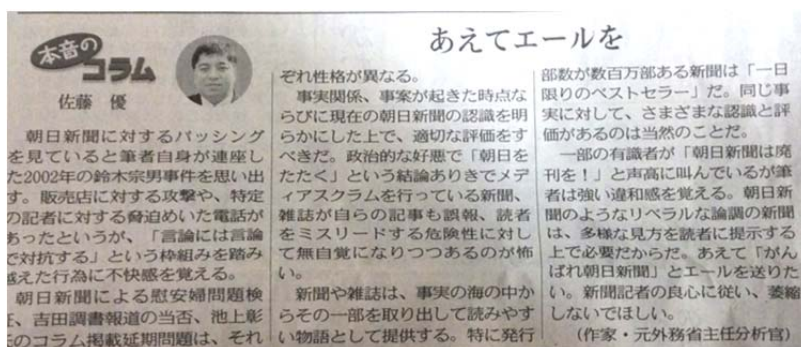 あえてエールを
本音の
コラム
佐藤 優
朝日新聞に対するバッシング
を見ていると筆者自身が連座し
た2002年の鈴木宗男事件を思い出
す。販売店に対する攻撃や、特定
の記者に対する脅迫めいた電話が
あったというが、「言論には言論
で対抗する」という枠組みを踏み
越えた行為に不快感を覚える。
朝日新聞による慰安婦問題検
証、吉田調書報道の当否、池上彰
氏のコラム掲載延期問題は、それ
ぞれ性格が異なる。
事実関係、事案が起きた時点な
らびに現在の朝日新聞の認識を明
らかにした上で、適切な評価をす
べきだ。政治的な好悪で「朝日を
たたく」という結論ありきでメデ
ィアスクラムを行っている新聞、
雑誌が自らの記事も誤報、読者
をミスリードする危険性に対し
て無自覚になりつつあるのが怖
い。
新聞や雑誌は、事実の海の中か
らその一部を取り出して読みやす
い物語として提供する。特に発行
部数が数百万部ある新聞は「一日
限りのベストセラー」だ。同じ事
実に対して、さまざまな認識と評
価があるのは当然のことだ。
一部の有識者が「朝日新聞は廃
刊を!」と声高に叫んでいるが筆
者は強い違和感を覚える。朝日新
聞のようなリベラルな論調の新聞
は、多様な見方を読者に提示する
上で必要だからだ。あえて「がん
ばれ朝日新聞」とエールを送りた
い。新聞記者の良心に従い、萎縮
しないでほしい。
(作家・元外務省主任分析官)